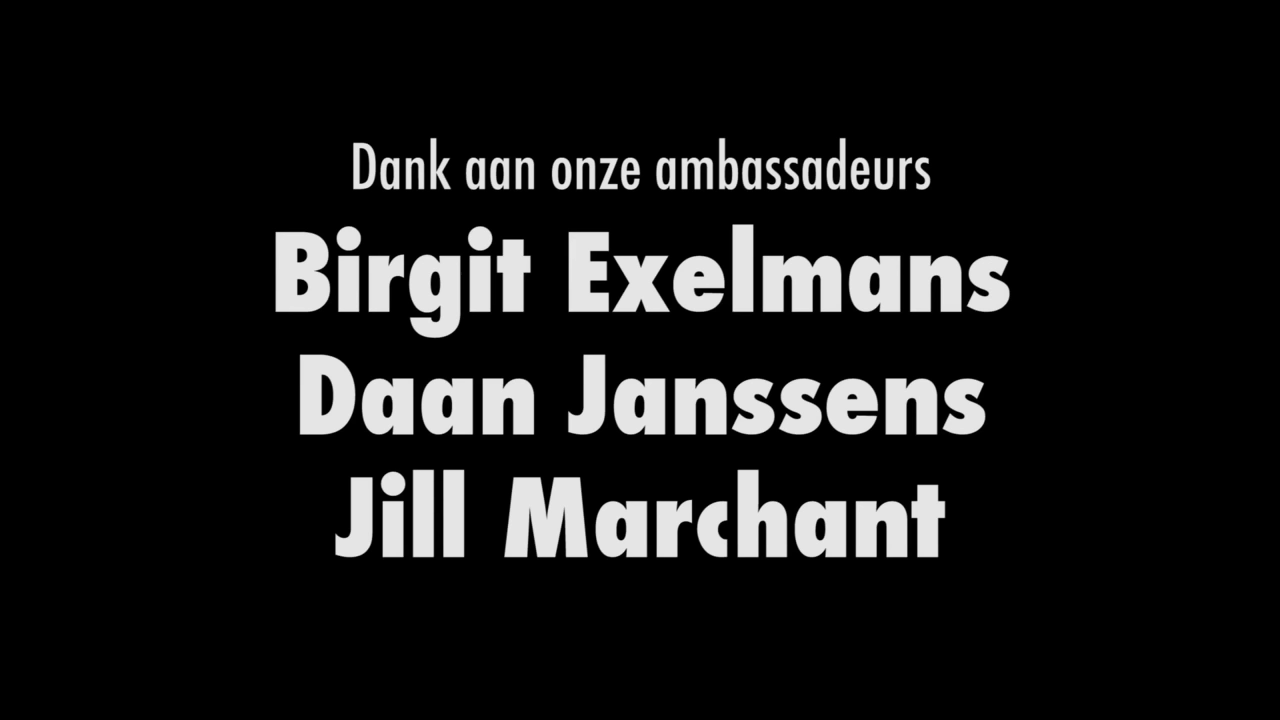 Dank aan onze ambassadeurs
Birgit Exelmans
Daan Janssens
Jill Marchant